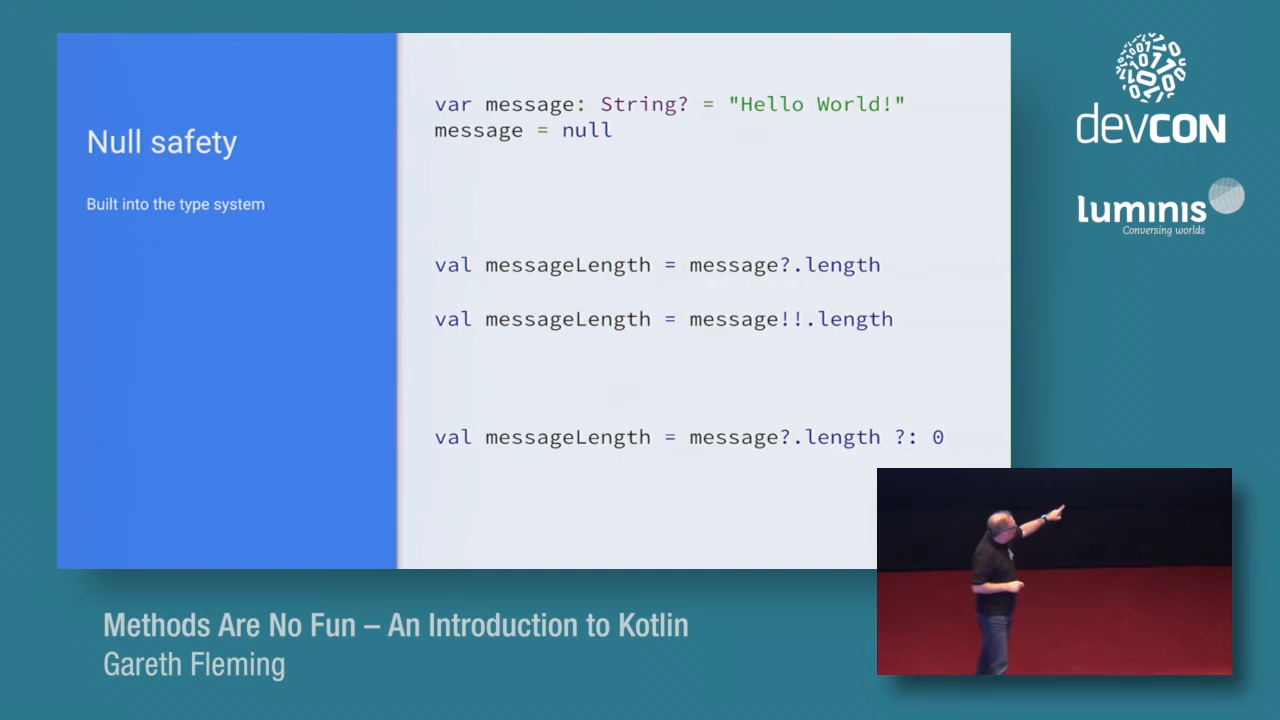 Null safety
Built into the type system
var message: String? = "Hello World!"
message = null
val messageLength = message?.length
val messageLength = message!!.length
val messageLength = message?.length ?: 0
devCON
luminis
Conversing worlds
Methods Are No Fun – An Introduction to Kotlin
Gareth Fleming